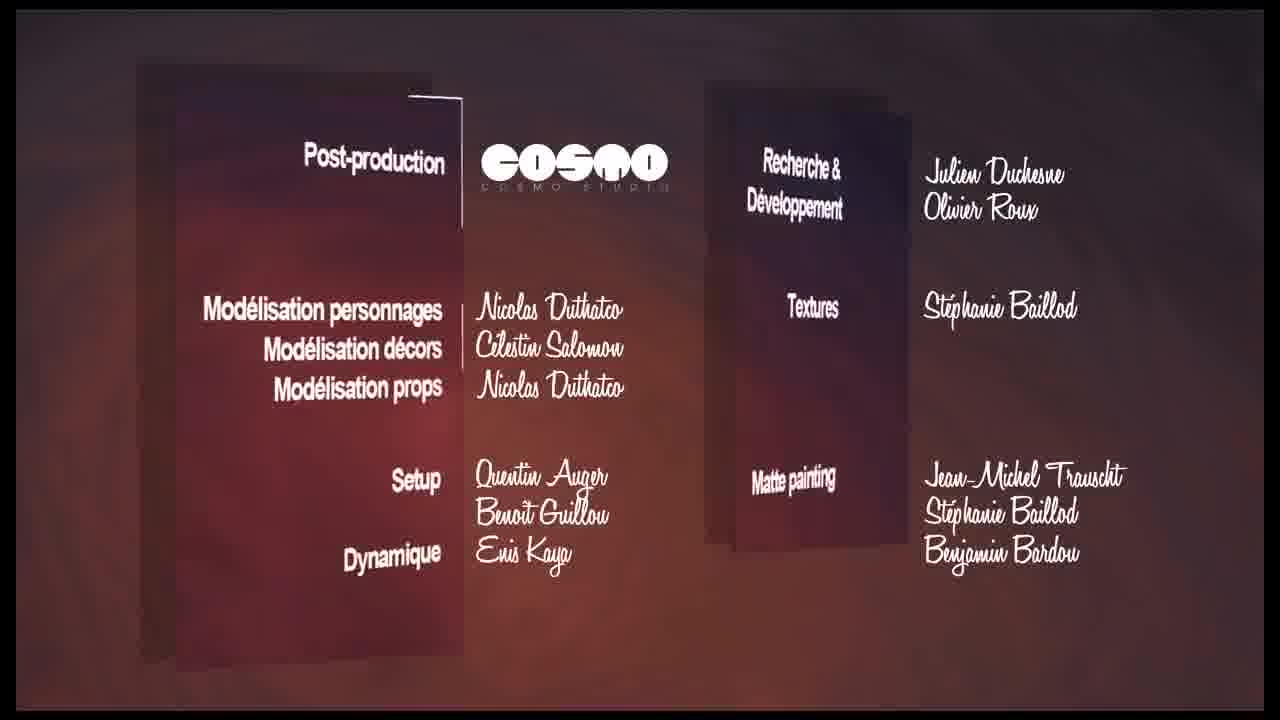 Post-production
COSMO
COSMO STUDIO
Modélisation personnages Nicolas Duthatco
Modélisation décors Célestin Salomon
Modélisation props Nicolas Duthatco
Setup Quentin Auger
Benoît Guillou
Dynamique Enis Kaya
Recherche & Julien Duchesne
Développement Olivier Roux
Textures Stéphanie Baillod
Matte painting Jean-Michel Trauscht
Stéphanie Baillod
Benjamin Bardou